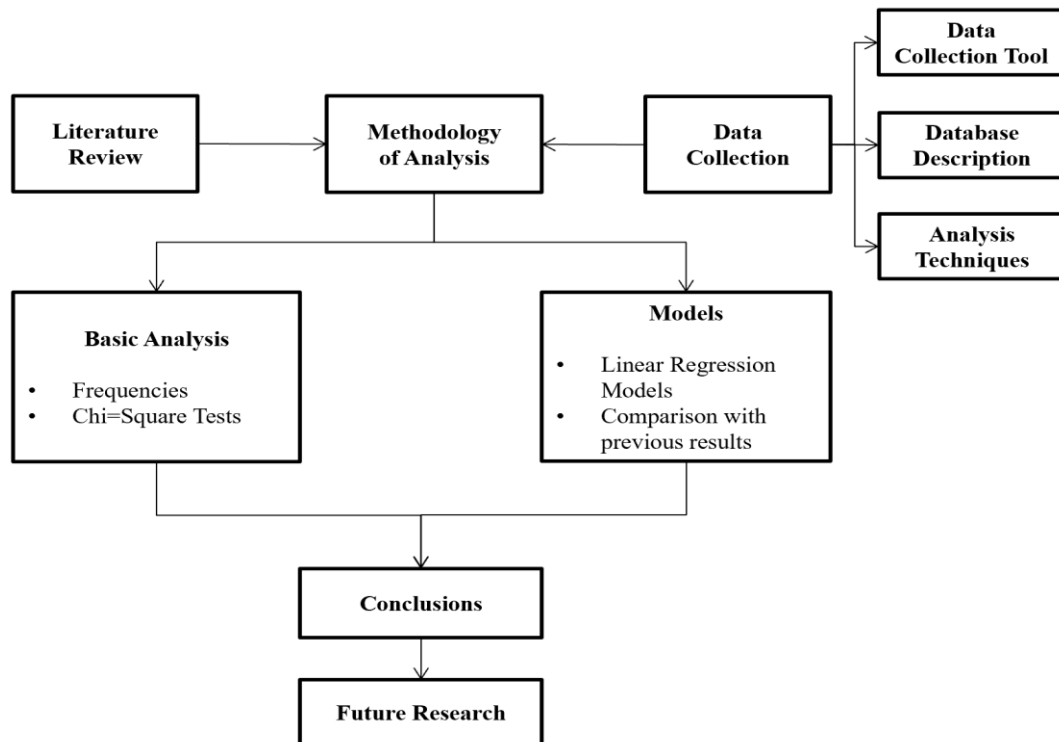 Data
Collection Tool
Literature
Review
Methodology
of Analysis
Data
Collection
Database
Description
Analysis
Techniques
Basic Analysis
• Frequencies
• Chi=Square Tests
Models
• Linear Regression
Models
• Comparison with
previous results
Conclusions
Future Research